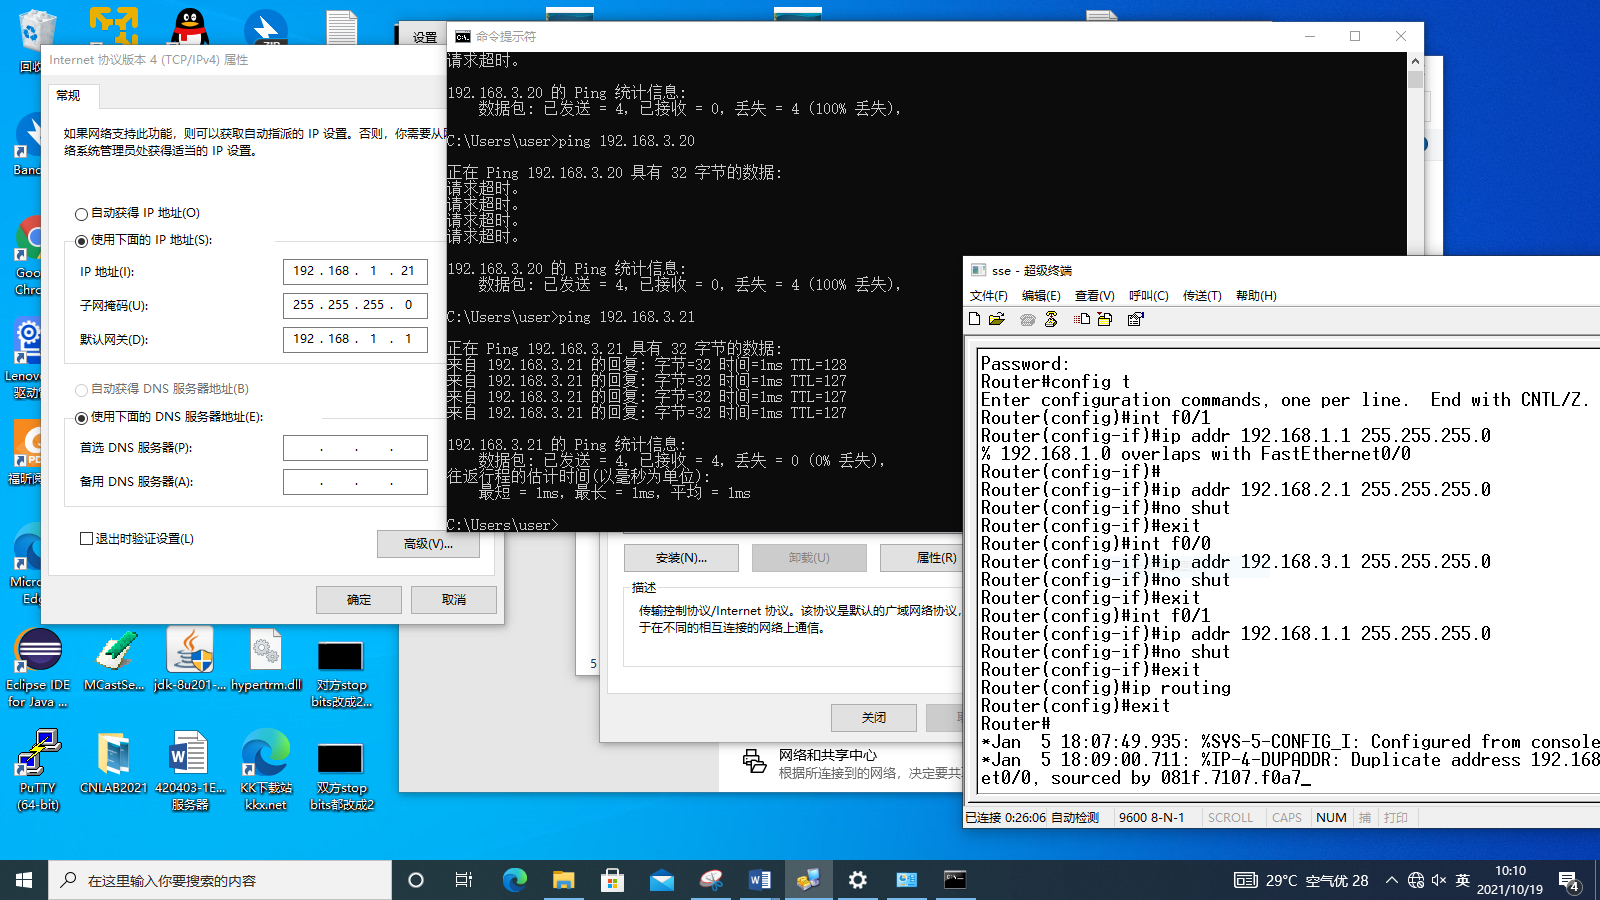 回收
Internet 协议版本 4 (TCP/IPv4) 属性
常规
如果网络支持此功能，则可以获取自动指派的 IP 设置。否则，你需要从网
络系统管理员处获得适当的 IP 设置。
自动获得 IP 地址(O)
使用下面的 IP 地址(S):
IP 地址(I):
192 . 168 . 1 . 21
子网掩码(U):
255 . 255 . 255 . 0
默认网关(D):
192 . 168 . 1 . 1
自动获得 DNS 服务器地址(B)
使用下面的 DNS 服务器地址(E):
首选 DNS 服务器(P):
. . .
备用 DNS 服务器(A):
. . .
退出时验证设置(L)
高级(V)...
确定
取消
设置
命令提示符
请求超时。
192.168.3.20 的 Ping 统计信息:
数据包: 已发送 = 4，已接收 = 0，丢失 = 4 (100% 丢失)，
C:\Users\user>ping 192.168.3.20
正在 Ping 192.168.3.20 具有 32 字节的数据:
请求超时。
请求超时。
请求超时。
请求超时。
192.168.3.20 的 Ping 统计信息:
数据包: 已发送 = 4，已接收 = 0，丢失 = 4 (100% 丢失)，
C:\Users\user>ping 192.168.3.21
正在 Ping 192.168.3.21 具有 32 字节的数据:
来自 192.168.3.21 的回复: 字节=32 时间=1ms TTL=128
来自 192.168.3.21 的回复: 字节=32 时间=1ms TTL=127
来自 192.168.3.21 的回复: 字节=32 时间=1ms TTL=127
来自 192.168.3.21 的回复: 字节=32 时间=1ms TTL=127
192.168.3.21 的 Ping 统计信息:
数据包: 已发送 = 4，已接收 = 4，丢失 = 0 (0% 丢失)，
往返行程的估计时间(以毫秒为单位):
最短 = 1ms，最长 = 1ms，平均 = 1ms
C:\Users\user>
安装(N)...
卸载(U)
属性(R)
描述
传输控制协议/Internet 协议。该协议是默认的广域网络协议，
于在不同的相互连接的网络上通信。
5
关闭
网络和共享中心
根据所连接到的网络，决定要共
sse - 超级终端
文件(F) 编辑(E) 查看(V) 呼叫(C) 传送(T) 帮助(H)
Password:
Router#config t
Enter configuration commands, one per line.  End with CNTL/Z.
Router(config)#int f0/1
Router(config-if)#ip addr 192.168.1.1 255.255.255.0
% 192.168.1.0 overlaps with FastEthernet0/0
Router(config-if)#
Router(config-if)#ip addr 192.168.2.1 255.255.255.0
Router(config-if)#no shut
Router(config-if)#exit
Router(config)#int f0/0
Router(config-if)#ip addr 192.168.3.1 255.255.255.0
Router(config-if)#no shut
Router(config-if)#exit
Router(config)#int f0/1
Router(config-if)#ip addr 192.168.1.1 255.255.255.0
Router(config-if)#no shut
Router(config-if)#exit
Router(config)#ip routing
Router(config)#exit
Router#
*Jan  5 18:07:49.935: %SYS-5-CONFIG_I: Configured from console
*Jan  5 18:09:00.711: %IP-4-DUPADDR: Duplicate address 192.168
et0/0, sourced by 081f.7107.f0a7_
已连接 0:26:06 自动检测 9600 8-N-1 SCROLL CAPS NUM 捕 打印
Band
Goo
Chro
Lenov
驱动
福昕阅
Micro
Ed
Eclipse IDE
for Java ...
MCastSe...
jdk-8u201-...
hypertrm.dll
对方stop
bits改成2...
PuTTY
(64-bit)
CNLAB2021
420403-1E...
服务器
KK下载站
kkx.net
双方stop
bits都改成2
在这里输入你要搜索的内容
29°C 空气优 28
英
10:10
2021/10/19
4